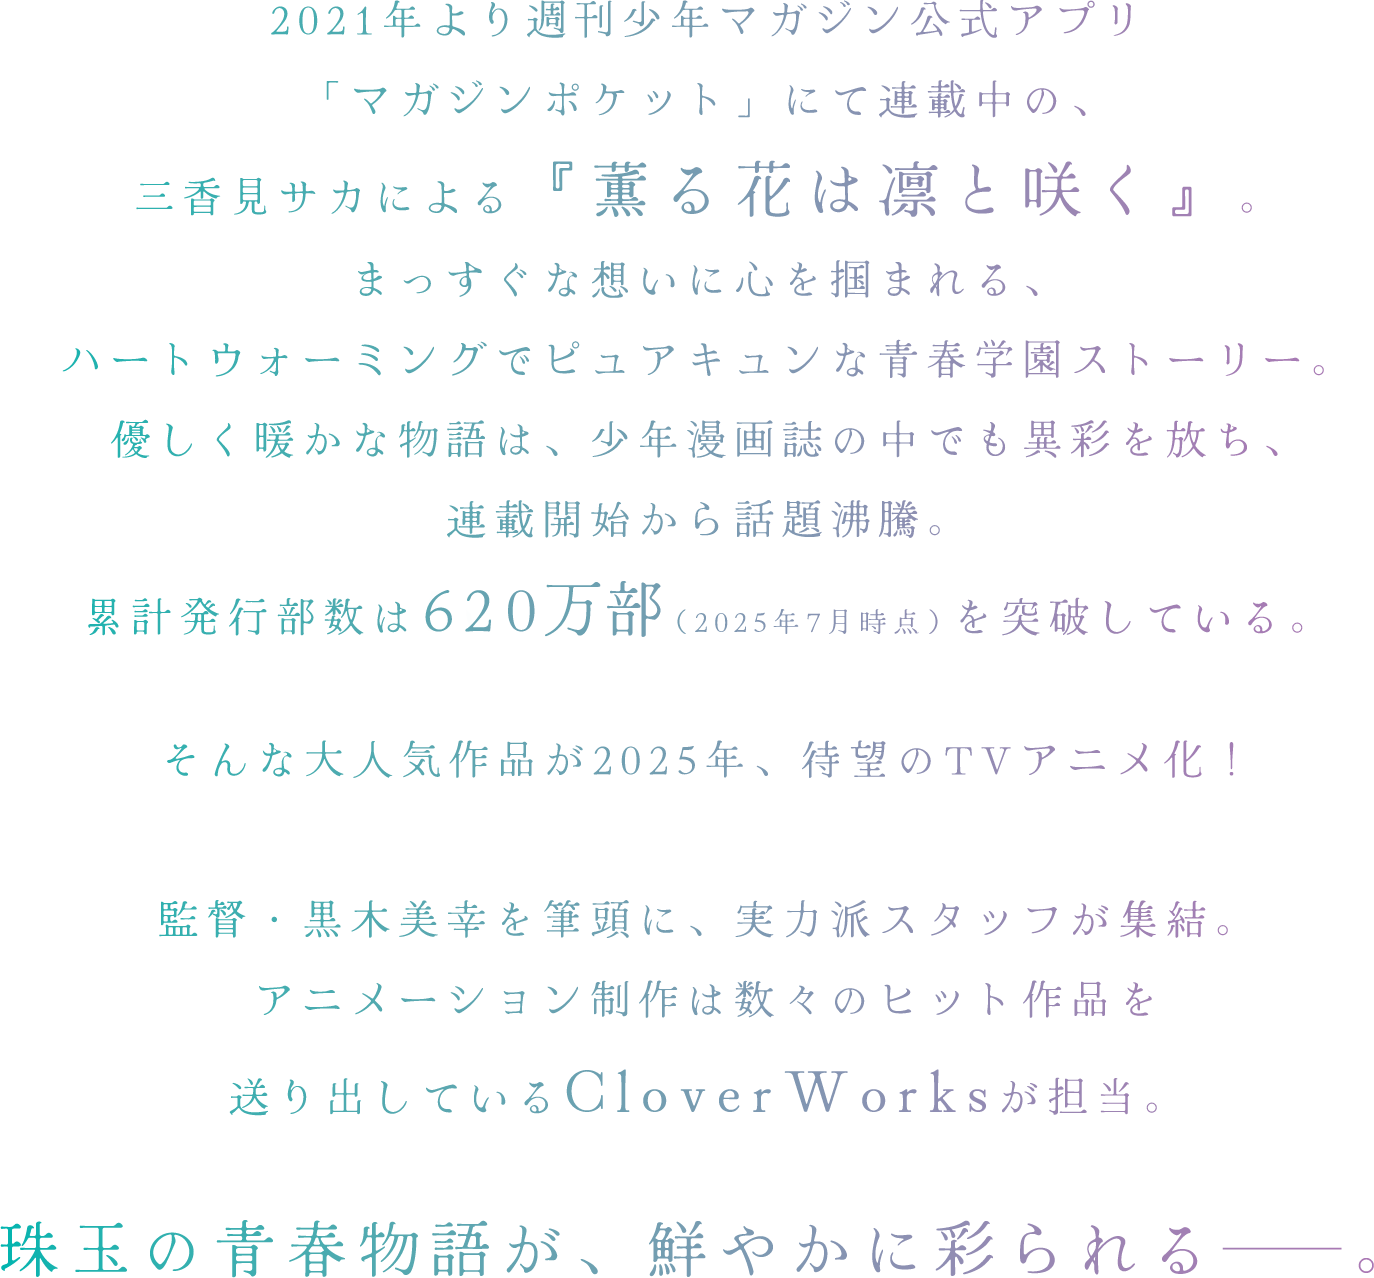 2021年より週刊少年マガジン公式アプリ
「マガジンポケット」にて連載中の、
三香見サカによる『薫る花は凛と咲く』。
まっすぐな想いに心を掴まれる、
ハートウォーミングでピュアキュンな青春学園ストーリー。
優しく暖かな物語は、少年漫画誌の中でも異彩を放ち、
連載開始から話題沸騰。
累計発行部数は620万部（2025年7月時点）を突破している。
そんな大人気作品が2025年、待望のTVアニメ化！
監督・黒木美幸を筆頭に、実力派スタッフが集結。
アニメーション制作は数々のヒット作品を
送り出しているCloverWorksが担当。
珠玉の青春物語が、鮮やかに彩られる――。